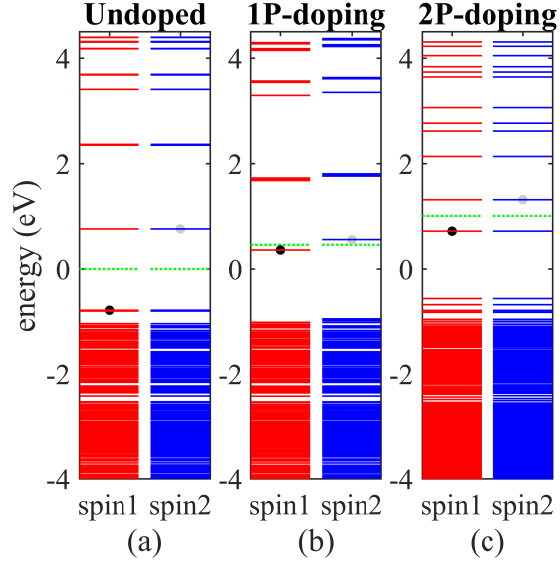 Undoped 1P-doping 2P-doping
energy (eV)
4 4 4
2 2 2
0 0 0
-2 -2 -2
-4 -4 -4
spin1 spin2 spin1 spin2 spin1 spin2
(a) (b) (c)